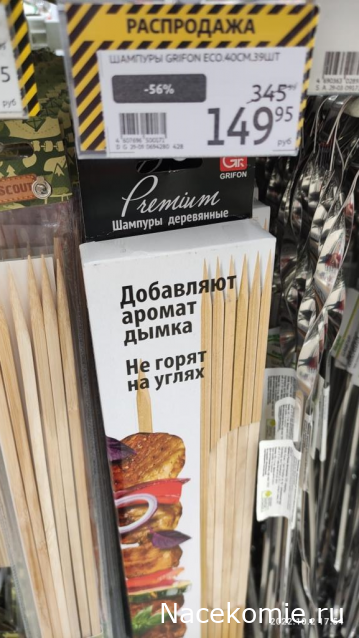 РАСПРОДАЖА
ШАМПУРЫ GRIFON ECO.40СМ,39ШТ
-56%
345
149 95
руб
GRIFON
Premium
Шампуры деревянные
SCOUT
Добавляют
аромат
дымка
Не горят
на углях
Nacekomie.ru